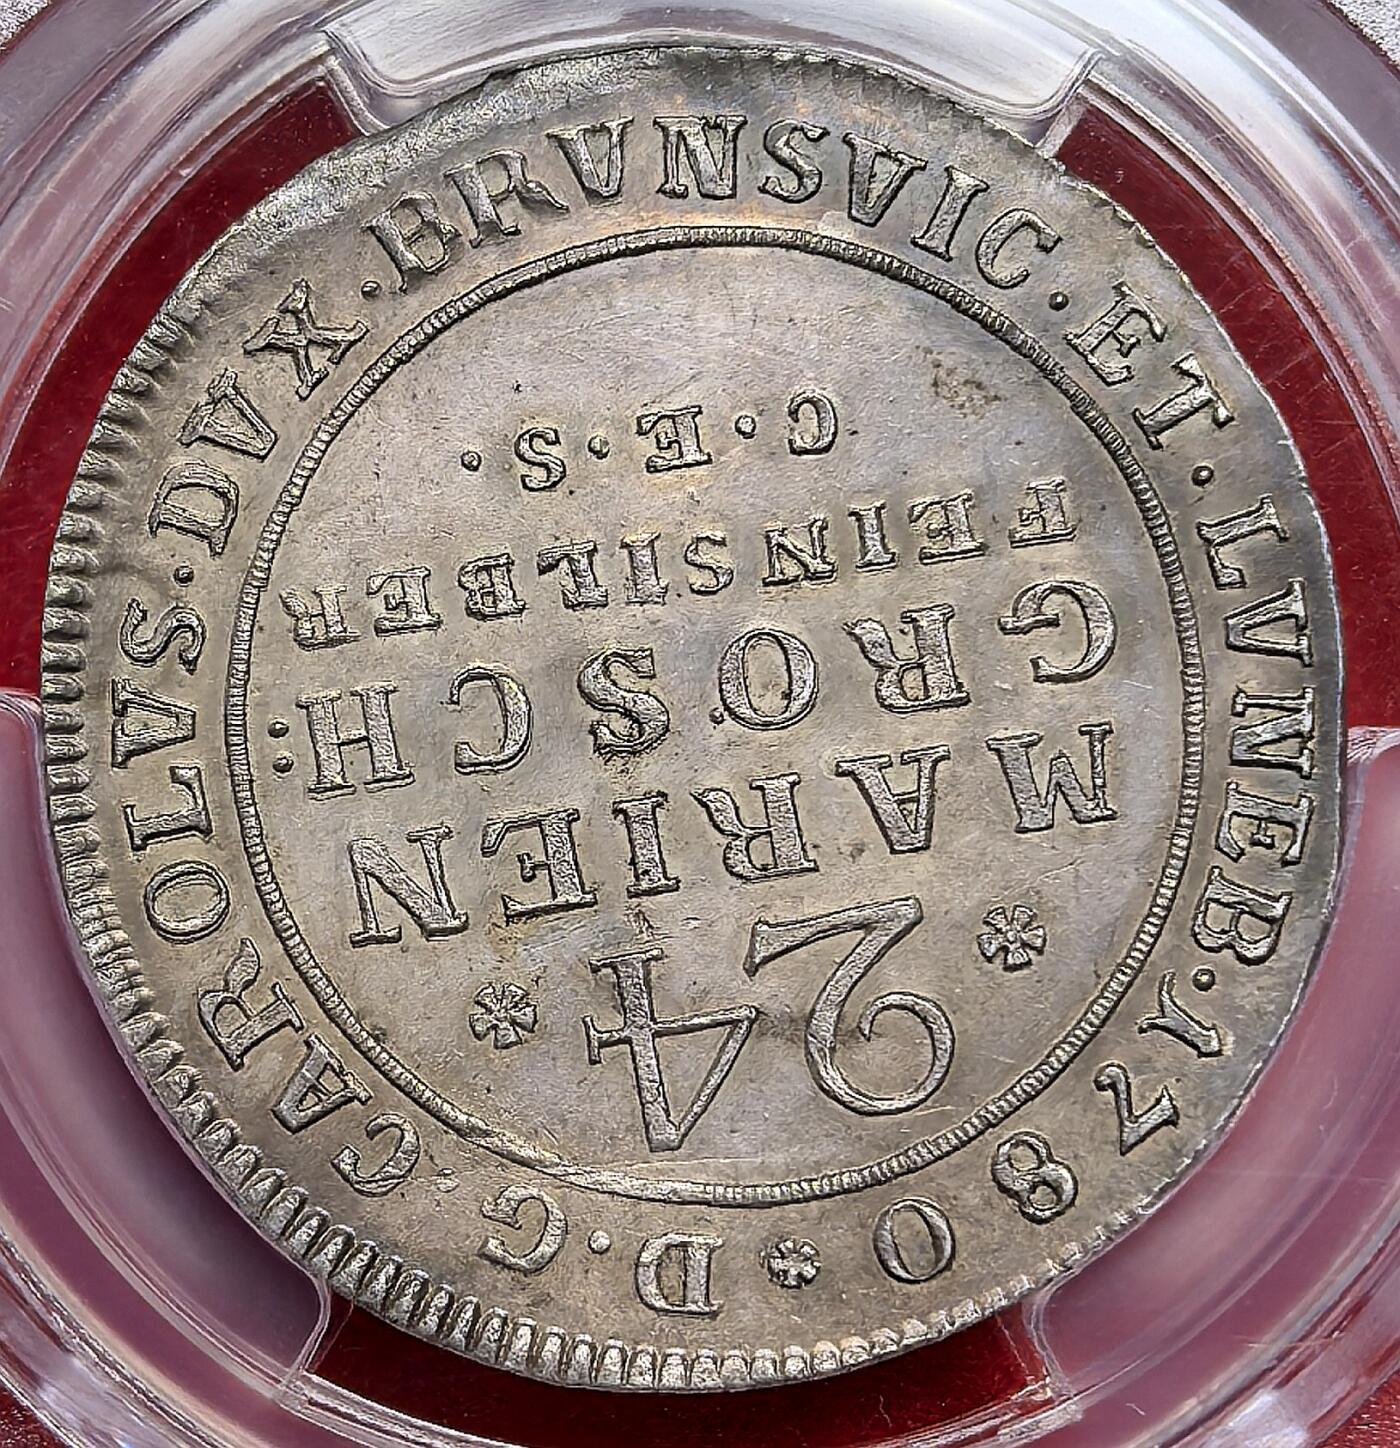 D·G CAROLVS·DVX·BRVNSVIC·ET·LVNEB·1780 *
* 24 *
MARIEN
GROSCH:
FEINSILBER
C·E·S·